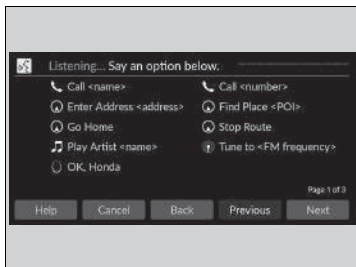 Listening... Say an option below.
Call <name>
Call <number>
Enter Address <address>
Find Place <POI>
Go Home
Stop Route
Play Artist <name>
Tune to <FM frequency>
OK, Honda
Page 1 of 3
Help
Cancel
Back
Previous
Next